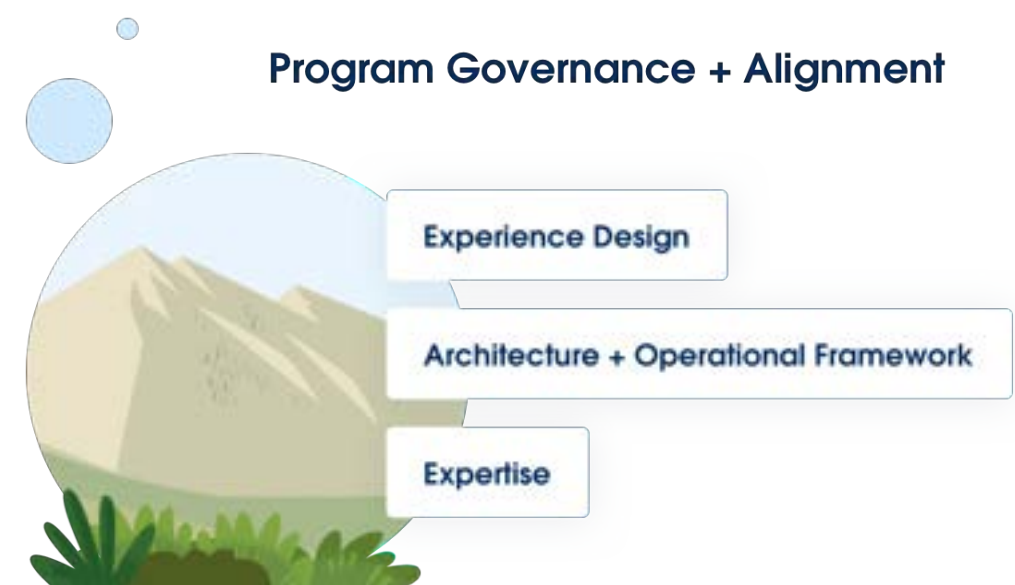 Program Governance + Alignment
Experience Design
Architecture + Operational Framework
Expertise